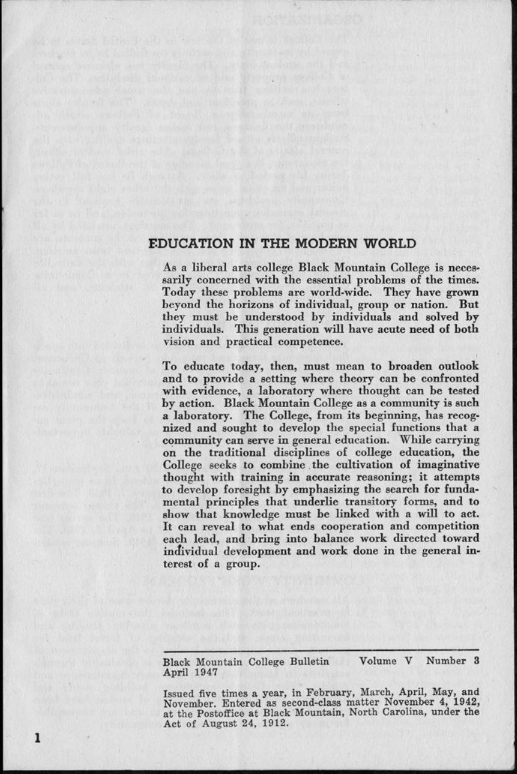 EDUCATION IN THE MODERN WORLD
As a liberal arts college Black Mountain College is neces-
sarily concerned with the essential problems of the times.
Today these problems are world-wide. They have grown
beyond the horizons of individual, group or nation. But
they must be understood by individuals and solved by
individuals. This generation will have acute need of both
vision and practical competence.
To educate today, then, must mean to broaden outlook
and to provide a setting where theory can be confronted
with evidence, a laboratory where thought can be tested
by action. Black Mountain College as a community is such
a laboratory. The College, from its beginning, has recog-
nized and sought to develop the special functions that a
community can serve in general education. While carrying
on the traditional disciplines of college education, the
College seeks to combine the cultivation of imaginative
thought with training in accurate reasoning; it attempts
to develop foresight by emphasizing the search for funda-
mental principles that underlie transitory forms, and to
show that knowledge must be linked with a will to act.
It can reveal to what ends cooperation and competition
each lead, and bring into balance work directed toward
individual development and work done in the general in-
terest of a group.
Black Mountain College Bulletin Volume V Number 3
April 1947
Issued five times a year, in February, March, April, May, and
November. Entered as second-class matter November 4, 1942,
at the Postoffice at Black Mountain, North Carolina, under the
Act of August 24, 1912.
1